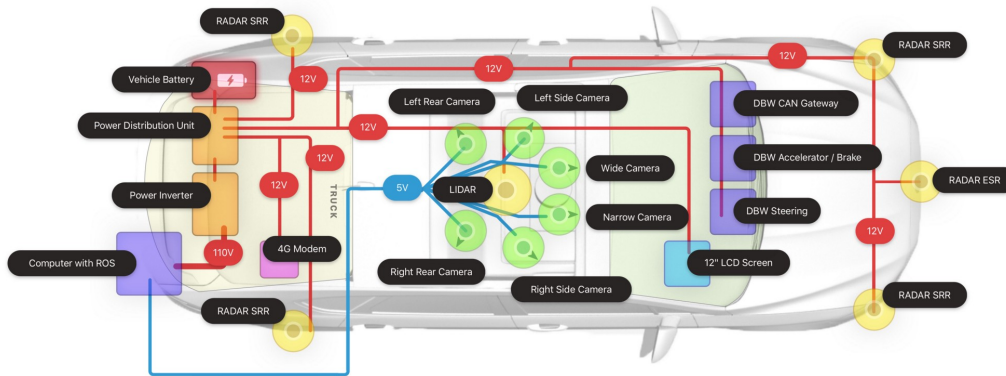 RADAR SRR
12V
RADAR SRR
Vehicle Battery
12V
12V
Left Rear Camera
Left Side Camera
DBW CAN Gateway
Power Distribution Unit
12V
12V
DBW Accelerator / Brake
Wide Camera
12V
RADAR ESR
Power Inverter
TRUCK
5V
LIDAR
Narrow Camera
DBW Steering
12V
110V
4G Modem
Computer with ROS
Right Rear Camera
12" LCD Screen
Right Side Camera
RADAR SRR
RADAR SRR